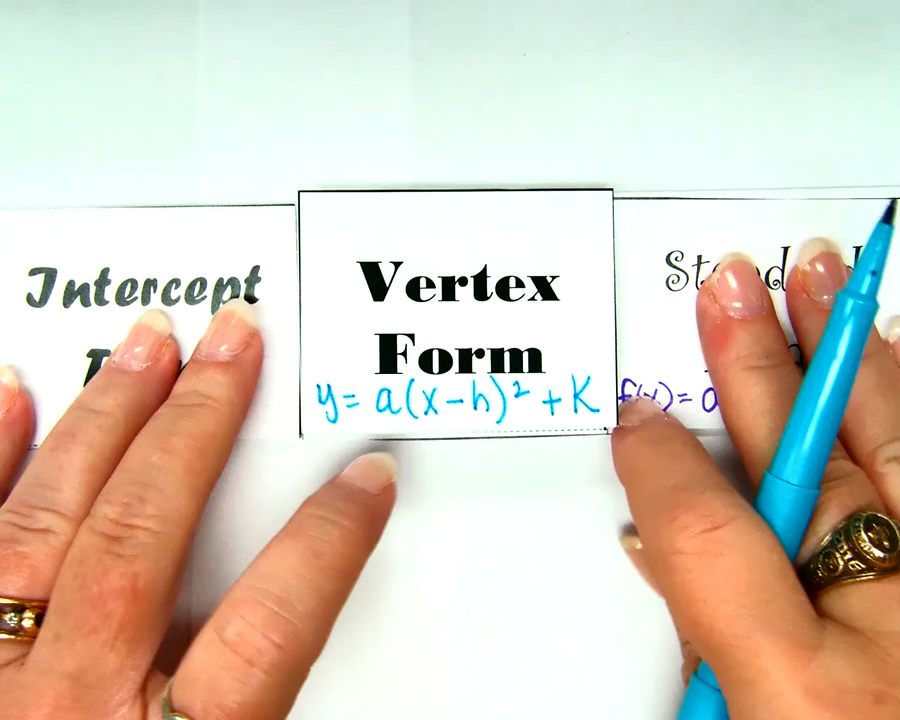 Intercept
Vertex
Form
y = a(x-h)² + K
f(x) = a